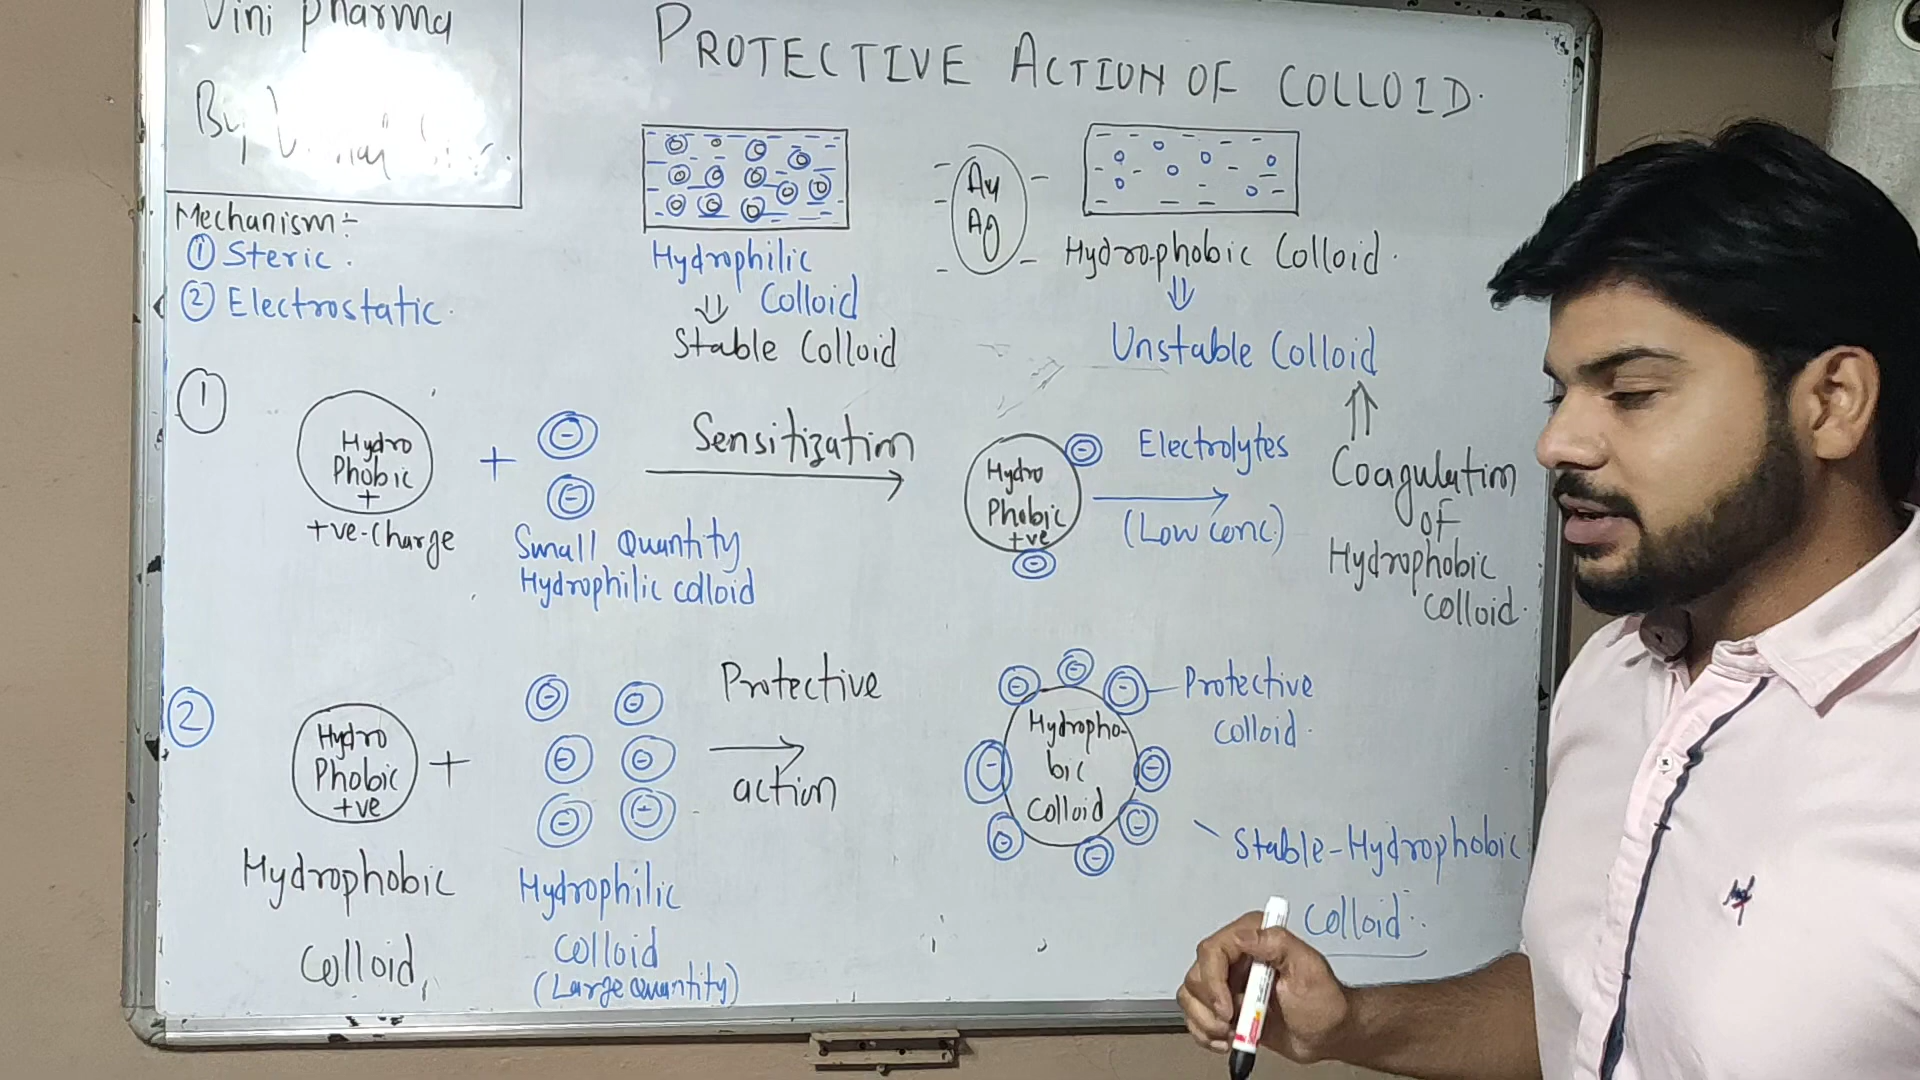 Vini pharma
By
PROTECTIVE ACTION OF COLLOID.
Mechanism:-
① Steric.
② Electrostatic.
Hydrophilic
Colloid
⇓
Stable Colloid
Au
Ag
Hydrophobic Colloid.
⇓
Unstable Colloid
⇑
Coagulation
of
Hydrophobic
Colloid.
①
Hydro
Phobic
+
+ve-Charge
+
Small Quantity
Hydrophilic colloid
Sensitization
Hydro
Phobic
+ve
Electrolytes
(Low conc)
②
Hydro
Phobic
+ve
+
Hydrophobic
Colloid,
Hydrophilic
Colloid
(Large Quantity)
Protective
action
Hydropho-
bic
Colloid
Protective
Colloid.
Stable-Hydrophobic
Colloid.